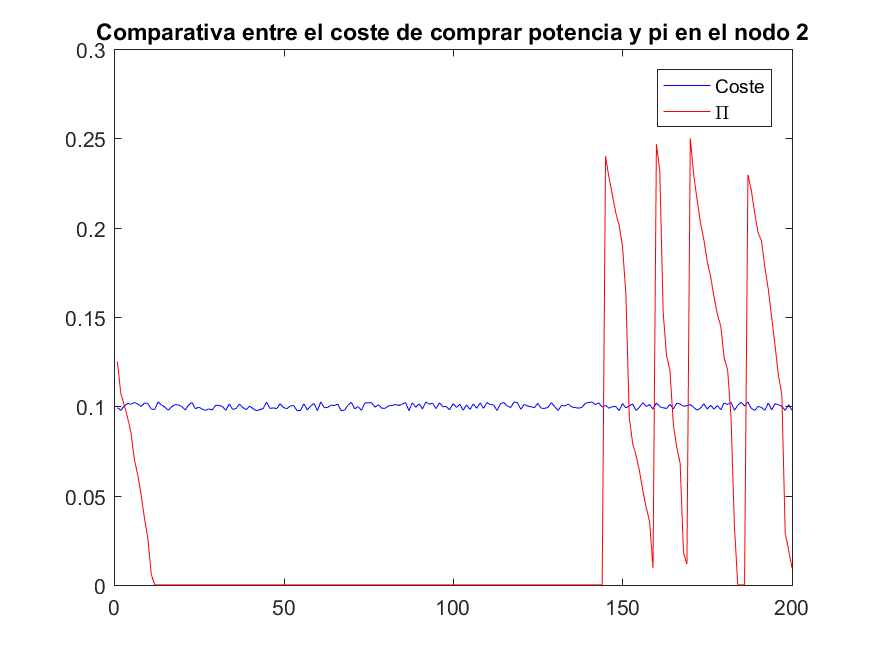 Comparativa entre el coste de comprar potencia y pi en el nodo 2
0.3
Coste
Π
0.25
0.2
0.15
0.1
0.05
0
0 50 100 150 200